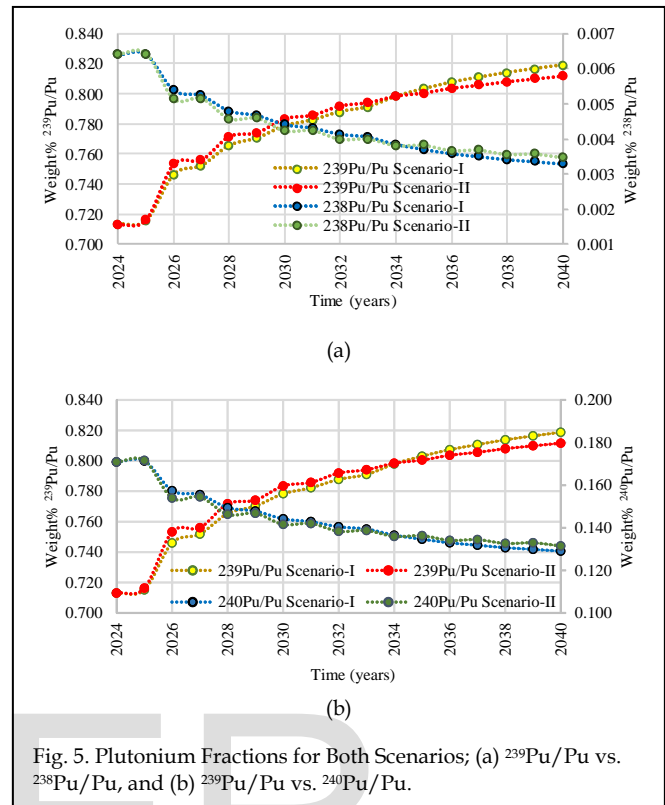 0.840
0.820
0.800
0.780
0.760
0.740
0.720
0.700
Weight% ²³⁹Pu/Pu
0.007
0.006
0.005
0.004
0.003
0.002
0.001
Weight% ²³⁸Pu/Pu
239Pu/Pu Scenario-I
239Pu/Pu Scenario-II
238Pu/Pu Scenario-I
238Pu/Pu Scenario-II
2024 2026 2028 2030 2032 2034 2036 2038 2040
Time (years)
(a)
0.840
0.820
0.800
0.780
0.760
0.740
0.720
0.700
Weight% ²³⁹Pu/Pu
0.200
0.180
0.160
0.140
0.120
0.100
Weight% ²⁴⁰Pu/Pu
239Pu/Pu Scenario-I 239Pu/Pu Scenario-II
240Pu/Pu Scenario-I 240Pu/Pu Scenario-II
2024 2026 2028 2030 2032 2034 2036 2038 2040
Time (years)
(b)
Fig. 5. Plutonium Fractions for Both Scenarios; (a) ²³⁹Pu/Pu vs.
²³⁸Pu/Pu, and (b) ²³⁹Pu/Pu vs. ²⁴⁰Pu/Pu.